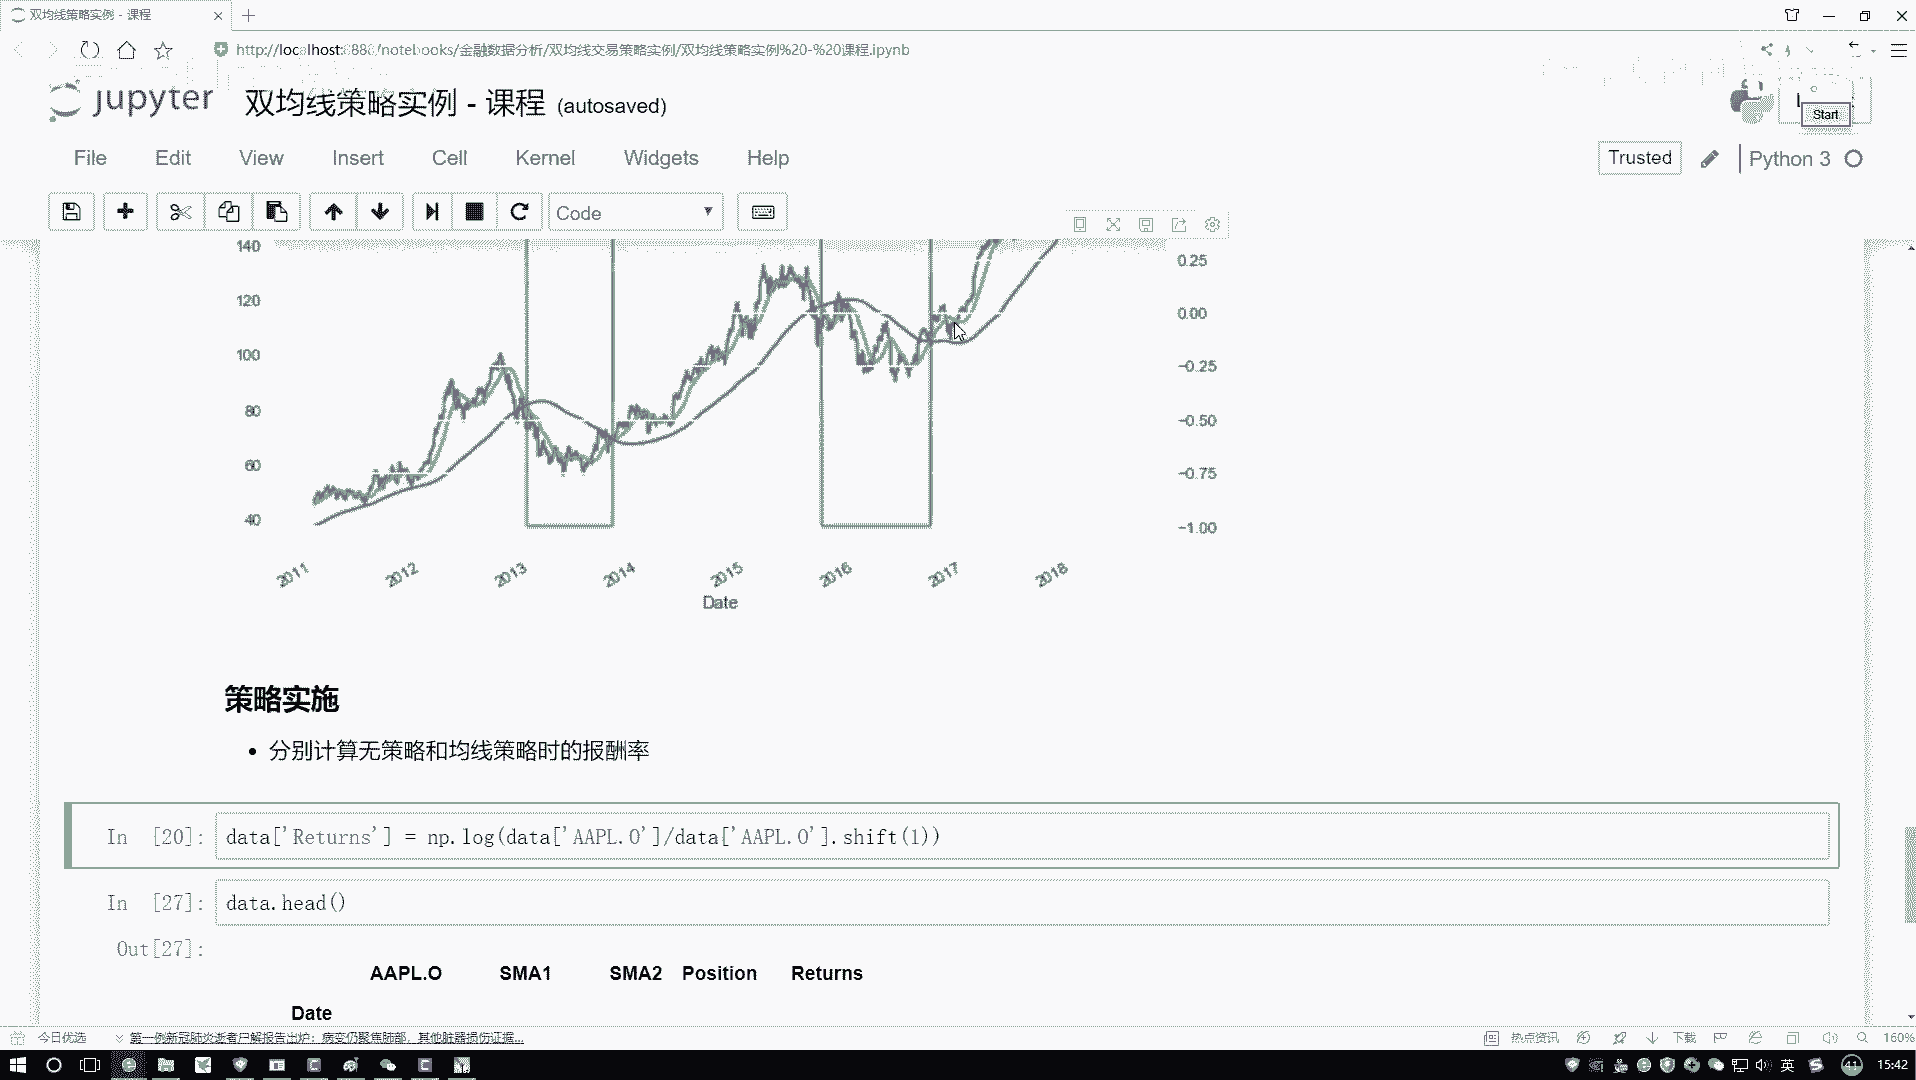 双均线策略实例 - 课程
http://localhost:888/notebooks/金融数据分析/双均线交易策略实例/双均线策略实例%20-%20课程.ipynb
jupyter 双均线策略实例 - 课程 (autosaved)
Start
File Edit View Insert Cell Kernel Widgets Help
Trusted
Python 3
Code
140
120
100
80
60
40
0.25
0.00
−0.25
−0.50
−0.75
−1.00
2011 2012 2013 2014 2015 2016 2017 2018
Date
策略实施
分别计算无策略和均线策略时的报酬率
In [20]: data['Returns'] = np.log(data['AAPL.O']/data['AAPL.O'].shift(1))
In [27]: data.head()
Out[27]:
AAPL.O SMA1 SMA2 Position Returns
Date
今日优选
第一例新冠肺炎逝者尸解报告出炉：病变仍聚焦肺部，其他脏器损伤证据...
热点资讯
下载
160%
英
41
15:42